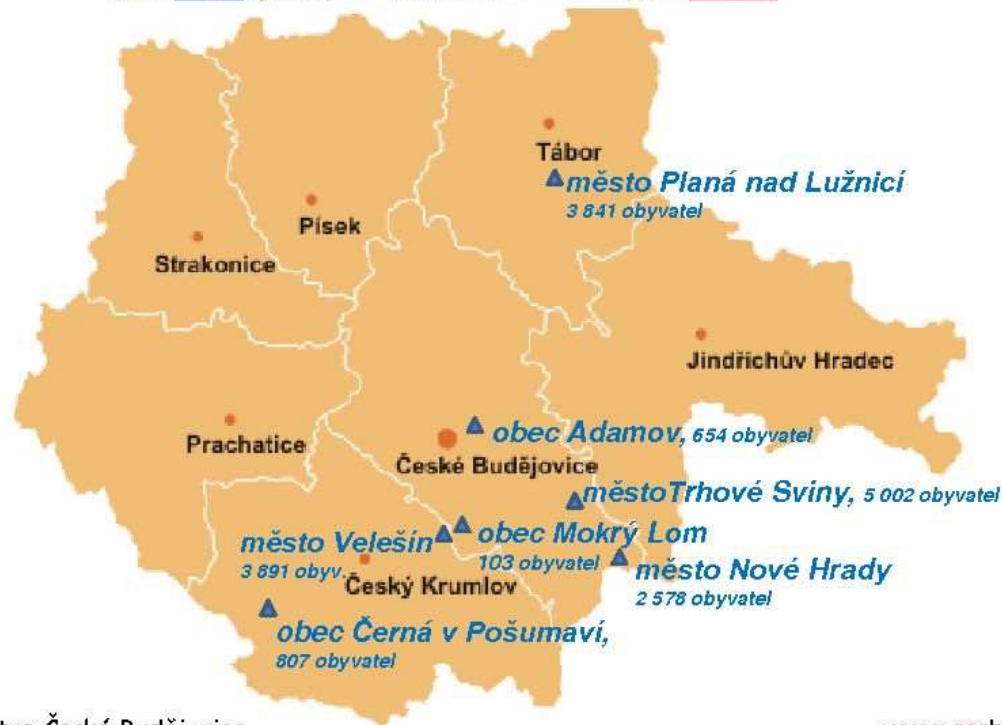 Tábor
město Planá nad Lužnicí
3 841 obyvatel
Písek
Strakonice
Jindřichův Hradec
Prachatice
obec Adamov, 654 obyvatel
České Budějovice
městoTrhové Sviny, 5 002 obyvatel
město Velešín
3 891 obyv.
obec Mokrý Lom
103 obyvatel
město Nové Hrady
2 578 obyvatel
Český Krumlov
obec Černá v Pošumaví,
807 obyvatel